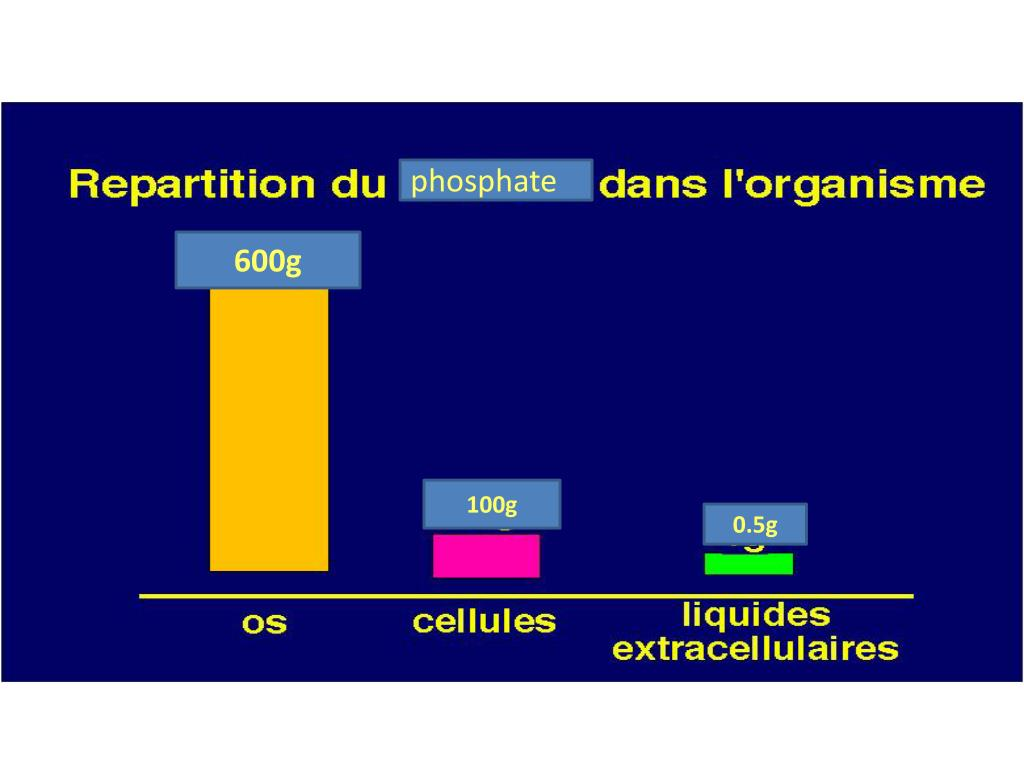 Repartition du phosphate dans l'organisme
600g
100g
0.5g
os
cellules
liquides
extracellulaires